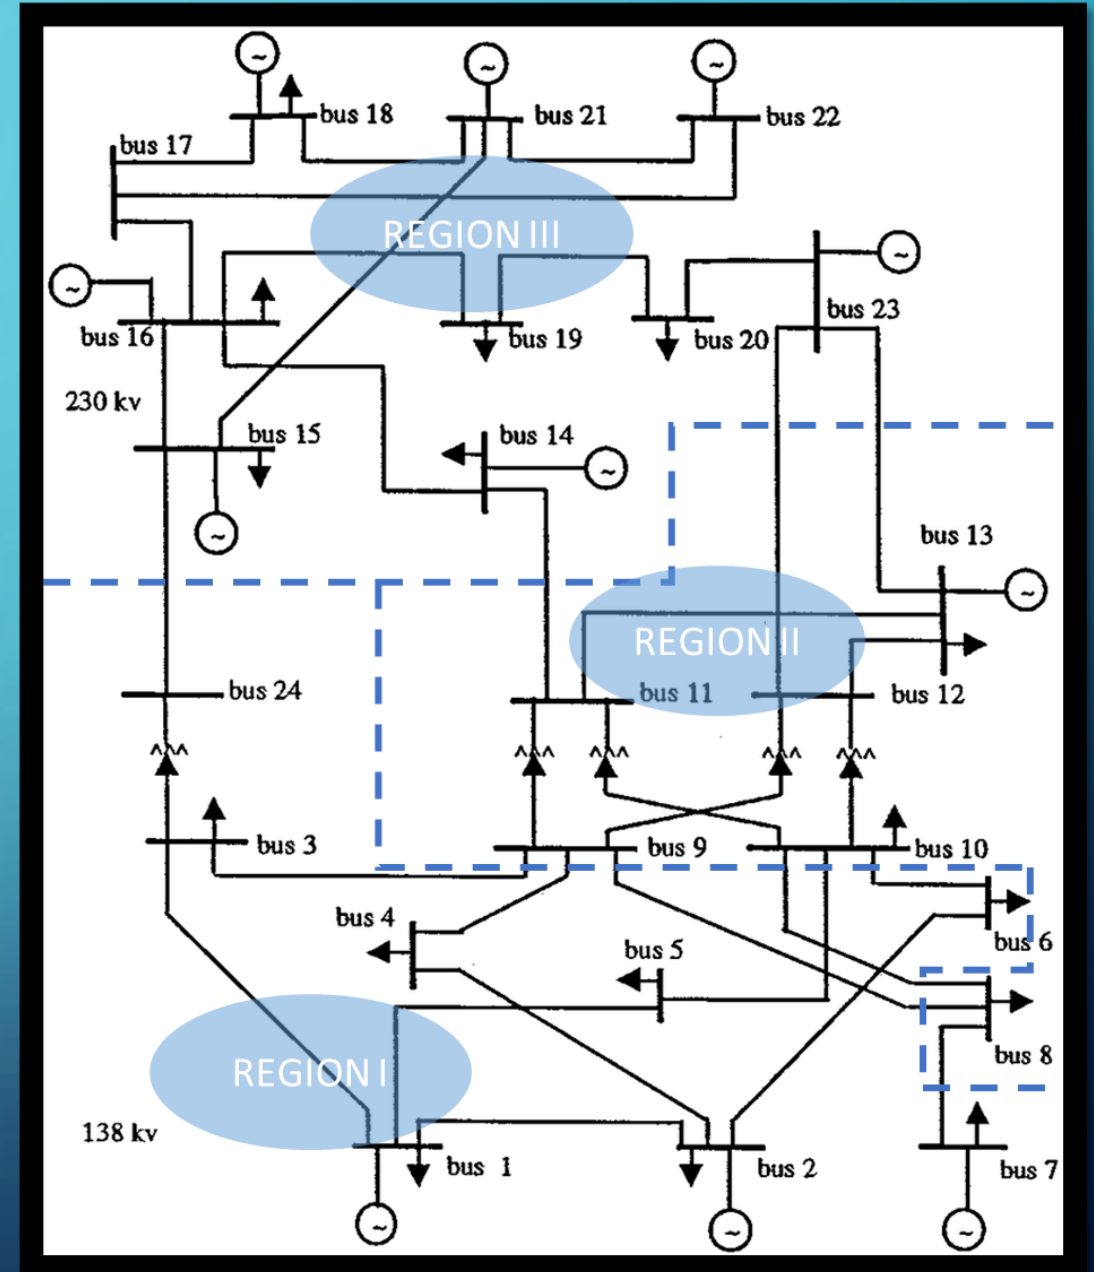 bus 18
bus 21
bus 22
bus 17
REGION III
bus 23
bus 16
bus 19
bus 20
230 kv
bus 15
bus 14
bus 13
REGION II
bus 24
bus 11
bus 12
bus 3
bus 9
bus 10
bus 4
bus 6
bus 5
bus 8
REGION I
138 kv
bus 1
bus 2
bus 7